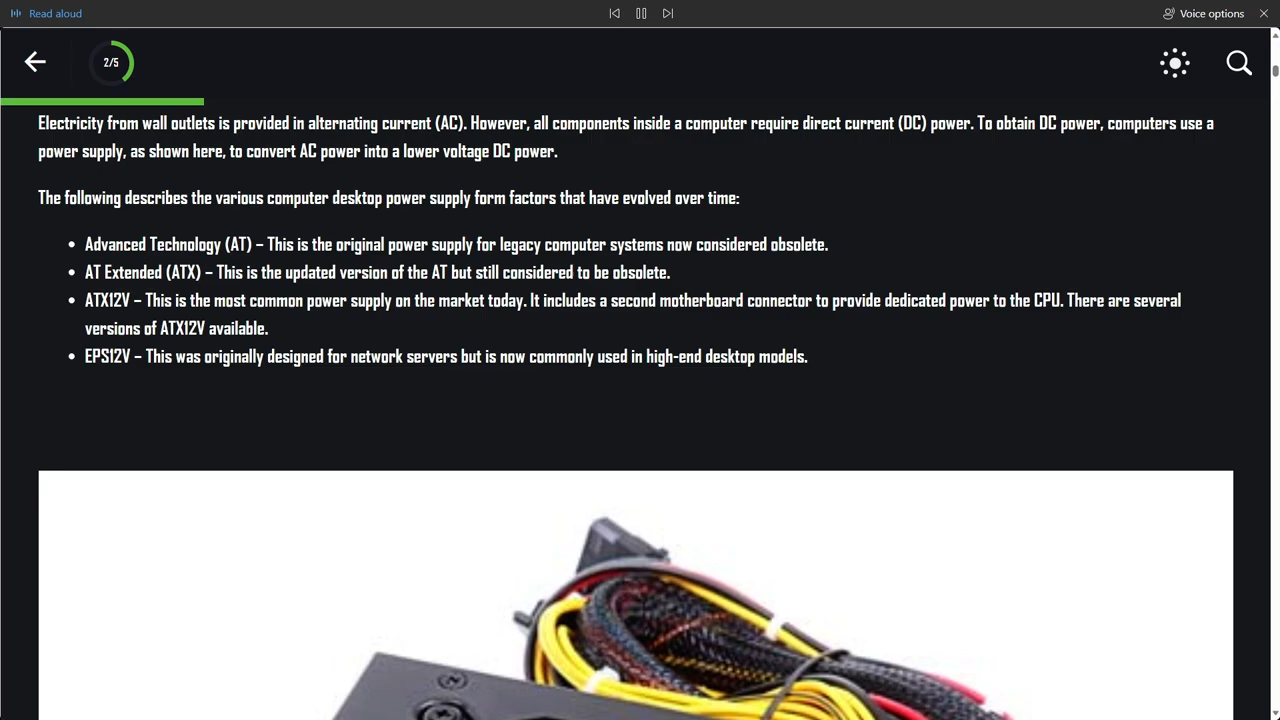 Read aloud
Voice options
2/5
Electricity from wall outlets is provided in alternating current (AC). However, all components inside a computer require direct current (DC) power. To obtain DC power, computers use a
power supply, as shown here, to convert AC power into a lower voltage DC power.
The following describes the various computer desktop power supply form factors that have evolved over time:
• Advanced Technology (AT) – This is the original power supply for legacy computer systems now considered obsolete.
• AT Extended (ATX) – This is the updated version of the AT but still considered to be obsolete.
• ATX12V – This is the most common power supply on the market today. It includes a second motherboard connector to provide dedicated power to the CPU. There are several
versions of ATX12V available.
• EPS12V – This was originally designed for network servers but is now commonly used in high-end desktop models.